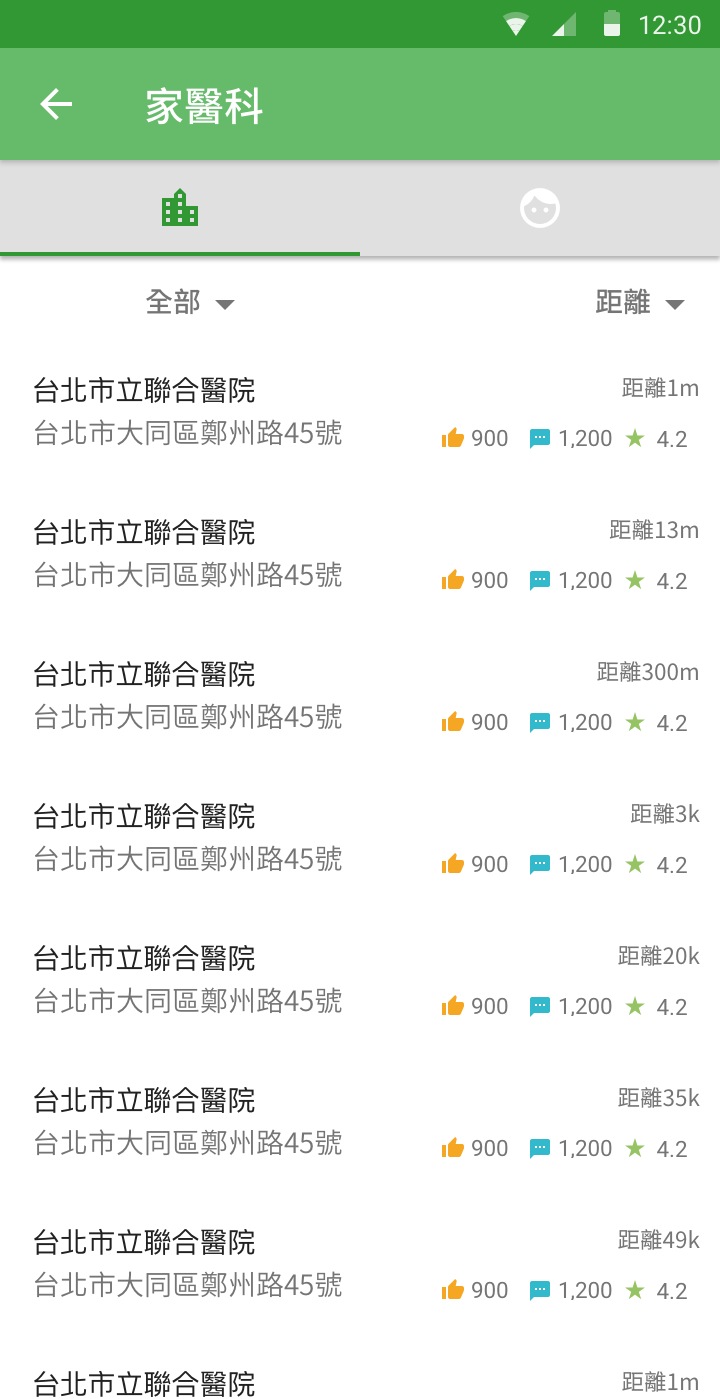 12:30
家醫科
全部 距離
台北市立聯合醫院 距離1m
台北市大同區鄭州路45號 900 1,200 4.2
台北市立聯合醫院 距離13m
台北市大同區鄭州路45號 900 1,200 4.2
台北市立聯合醫院 距離300m
台北市大同區鄭州路45號 900 1,200 4.2
台北市立聯合醫院 距離3k
台北市大同區鄭州路45號 900 1,200 4.2
台北市立聯合醫院 距離20k
台北市大同區鄭州路45號 900 1,200 4.2
台北市立聯合醫院 距離35k
台北市大同區鄭州路45號 900 1,200 4.2
台北市立聯合醫院 距離49k
台北市大同區鄭州路45號 900 1,200 4.2
台北市立聯合醫院 距離1m